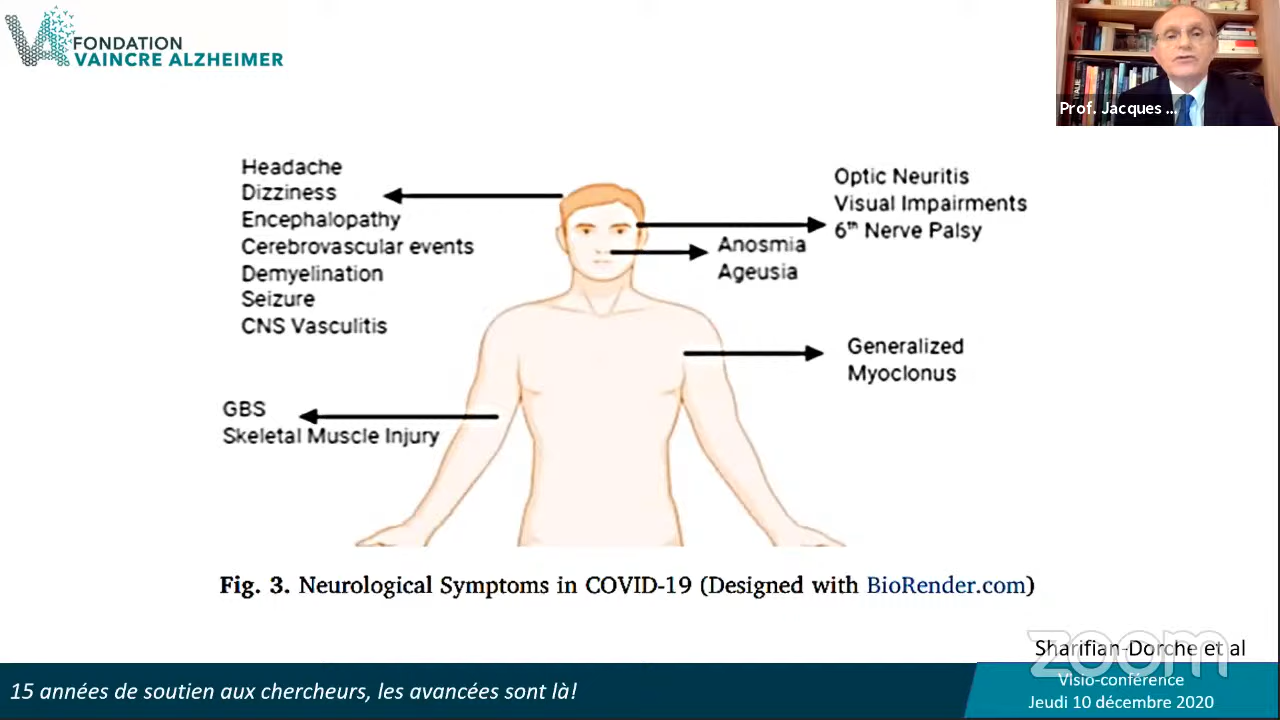 FONDATION
VAINCRE ALZHEIMER
Prof. Jacques ...
Headache
Dizziness
Encephalopathy
Cerebrovascular events
Demyelination
Seizure
CNS Vasculitis
Optic Neuritis
Visual Impairments
6th Nerve Palsy
Anosmia
Ageusia
Generalized
Myoclonus
GBS
Skeletal Muscle Injury
Fig. 3. Neurological Symptoms in COVID-19 (Designed with BioRender.com)
Sharifian-Dorche et al
zoom
15 années de soutien aux chercheurs, les avancées sont là!
Visio-conférence
Jeudi 10 décembre 2020